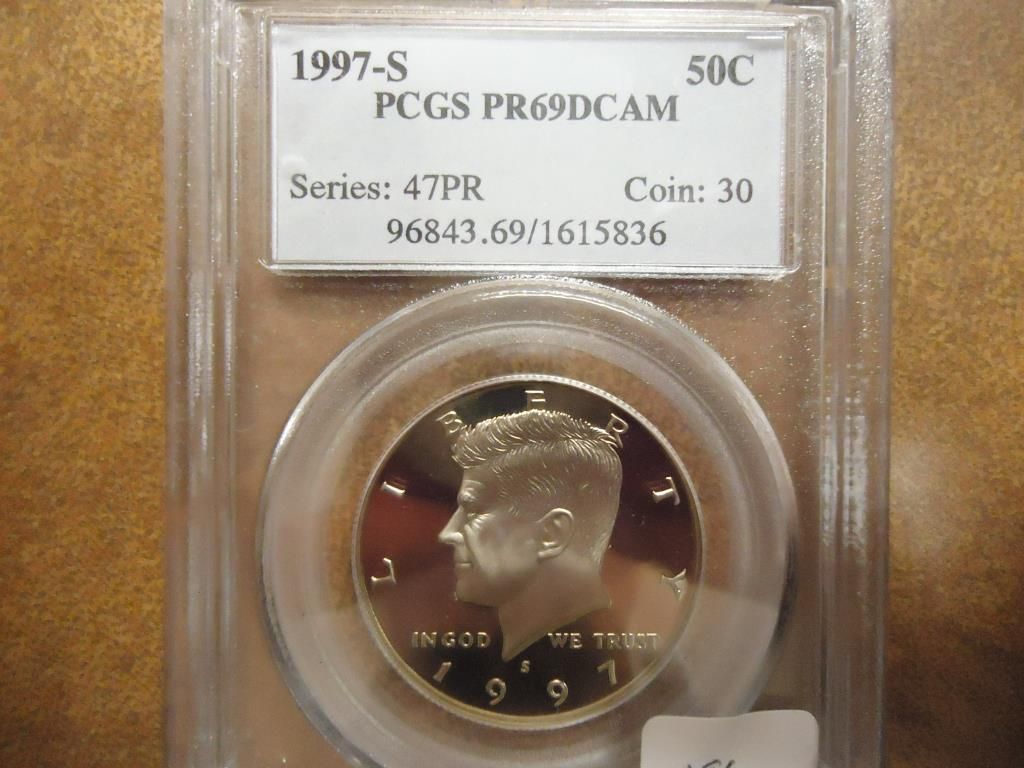 1997-S 50C
PCGS PR69DCAM
Series: 47PR Coin: 30
96843.69/1615836
LIBERTY
IN GOD WE TRUST
S
1997